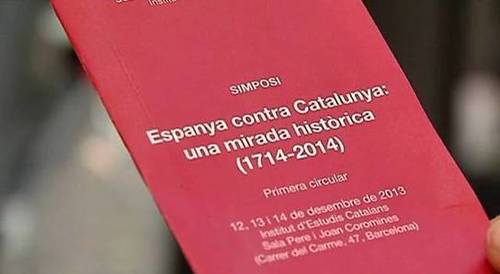 SIMPOSI
Espanya contra Catalunya:
una mirada històrica
(1714-2014)
Primera circular
12, 13 i 14 de desembre de 2013
Institut d'Estudis Catalans
Sala Pere i Joan Coromines
(Carrer del Carme, 47, Barcelona)